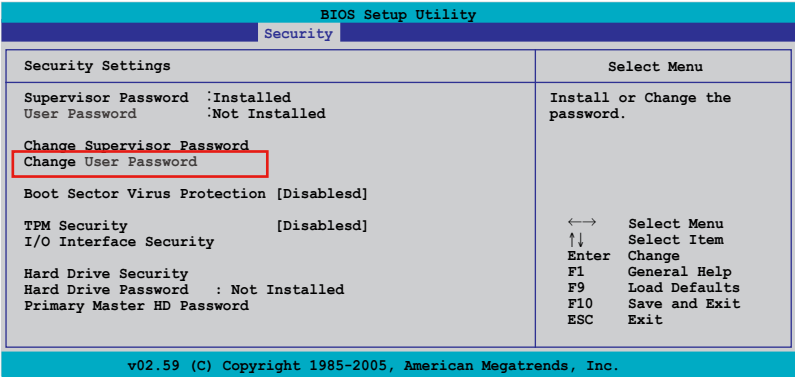 BIOS Setup Utility
Security
Security Settings
Select Menu
Supervisor Password :Installed
User Password :Not Installed
Install or Change the
password.
Change Supervisor Password
Change User Password
Boot Sector Virus Protection [Disablesd]
TPM Security [Disablesd]
I/O Interface Security
Hard Drive Security
Hard Drive Password : Not Installed
Primary Master HD Password
←→ Select Menu
↑↓ Select Item
Enter Change
F1 General Help
F9 Load Defaults
F10 Save and Exit
ESC Exit
v02.59 (C) Copyright 1985-2005, American Megatrends, Inc.